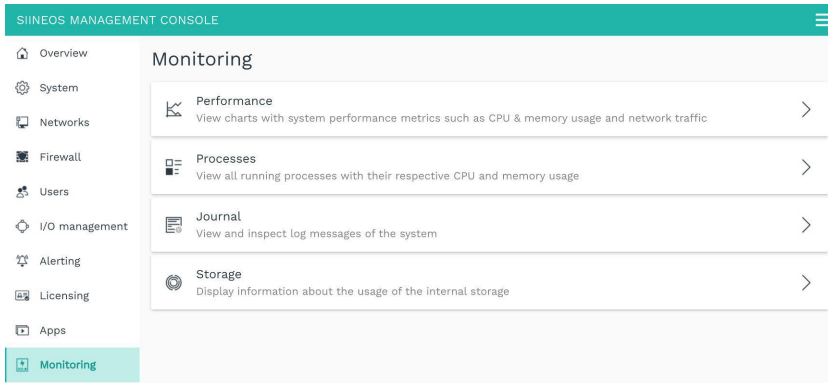 SIINEOS MANAGEMENT CONSOLE
Overview
System
Networks
Firewall
Users
I/O management
Alerting
Licensing
Apps
Monitoring
Monitoring
Performance
View charts with system performance metrics such as CPU & memory usage and network traffic
Processes
View all running processes with their respective CPU and memory usage
Journal
View and inspect log messages of the system
Storage
Display information about the usage of the internal storage